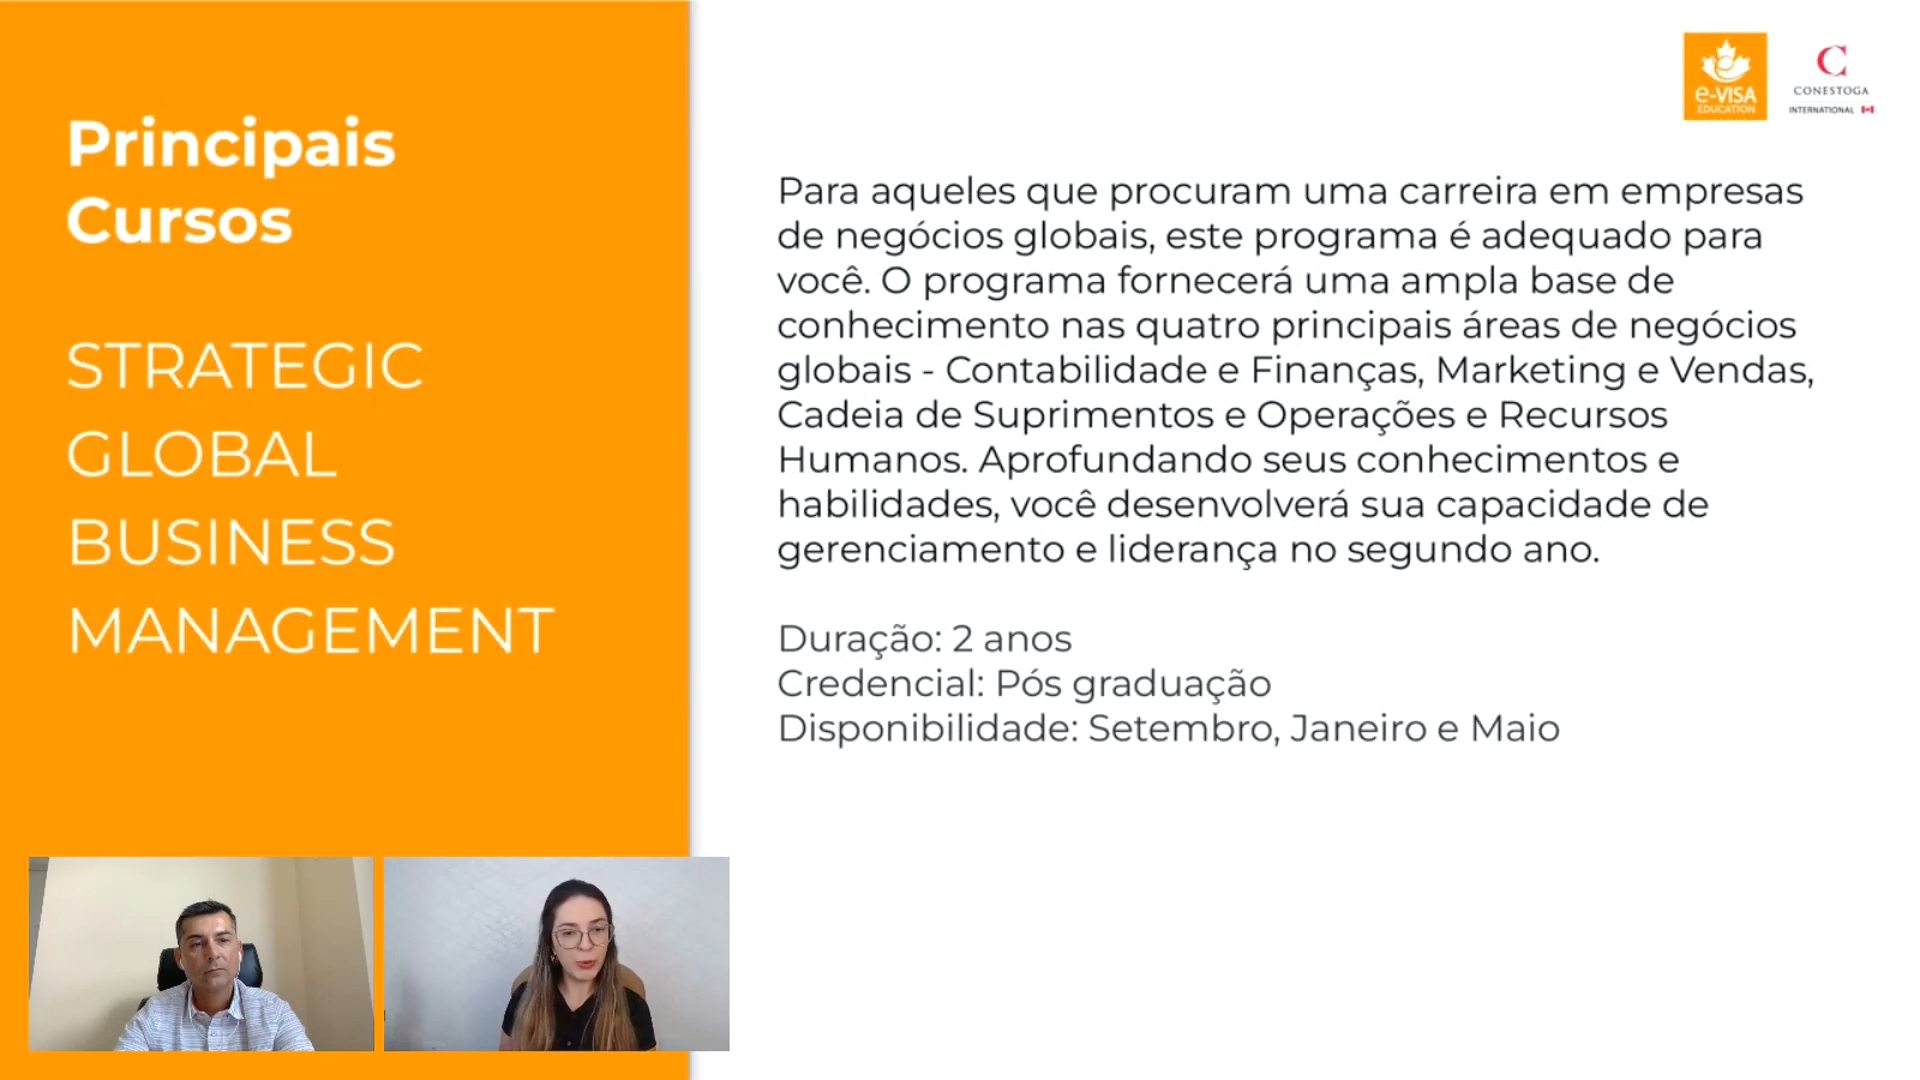 Principais
Cursos
STRATEGIC
GLOBAL
BUSINESS
MANAGEMENT
e-VISA
EDUCATION
C
CONESTOGA
INTERNATIONAL
Para aqueles que procuram uma carreira em empresas
de negócios globais, este programa é adequado para
você. O programa fornecerá uma ampla base de
conhecimento nas quatro principais áreas de negócios
globais - Contabilidade e Finanças, Marketing e Vendas,
Cadeia de Suprimentos e Operações e Recursos
Humanos. Aprofundando seus conhecimentos e
habilidades, você desenvolverá sua capacidade de
gerenciamento e liderança no segundo ano.
Duração: 2 anos
Credencial: Pós graduação
Disponibilidade: Setembro, Janeiro e Maio